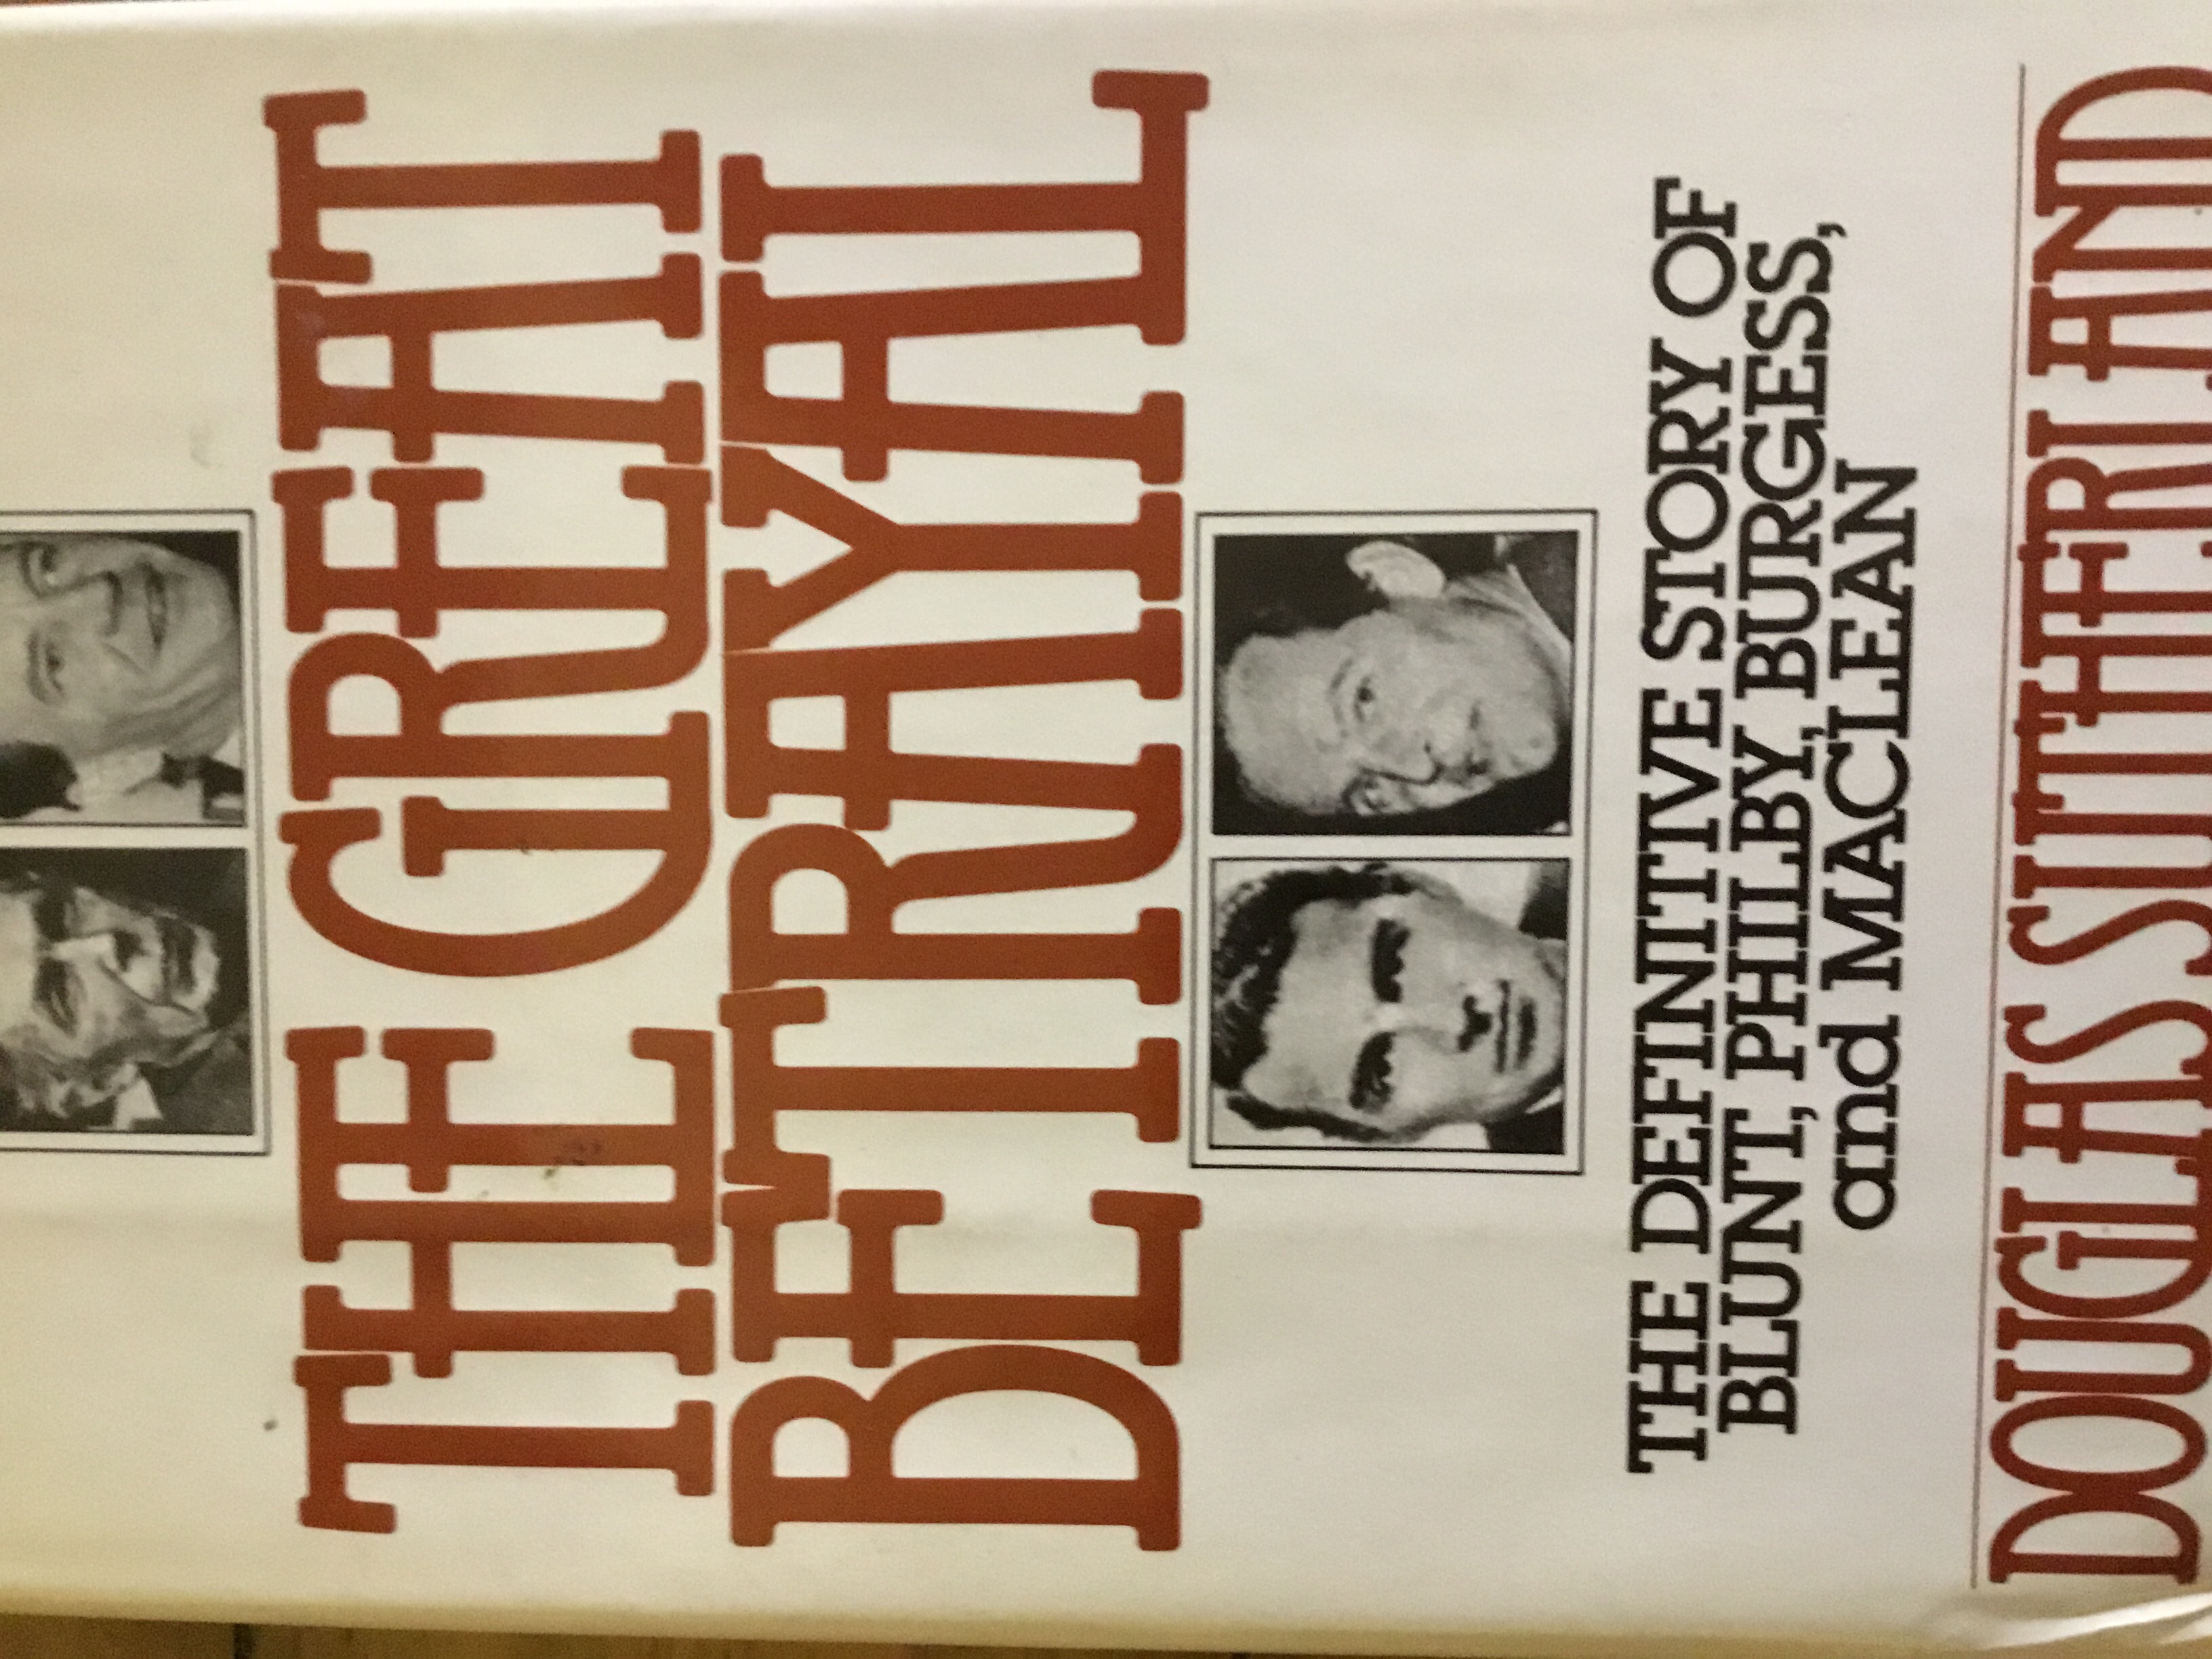 THE GREAT
BETRAYAL
THE DEFINITIVE STORY OF
BLUNT, PHILBY, BURGESS,
and MACLEAN
DOUGLAS SUTHERLAND